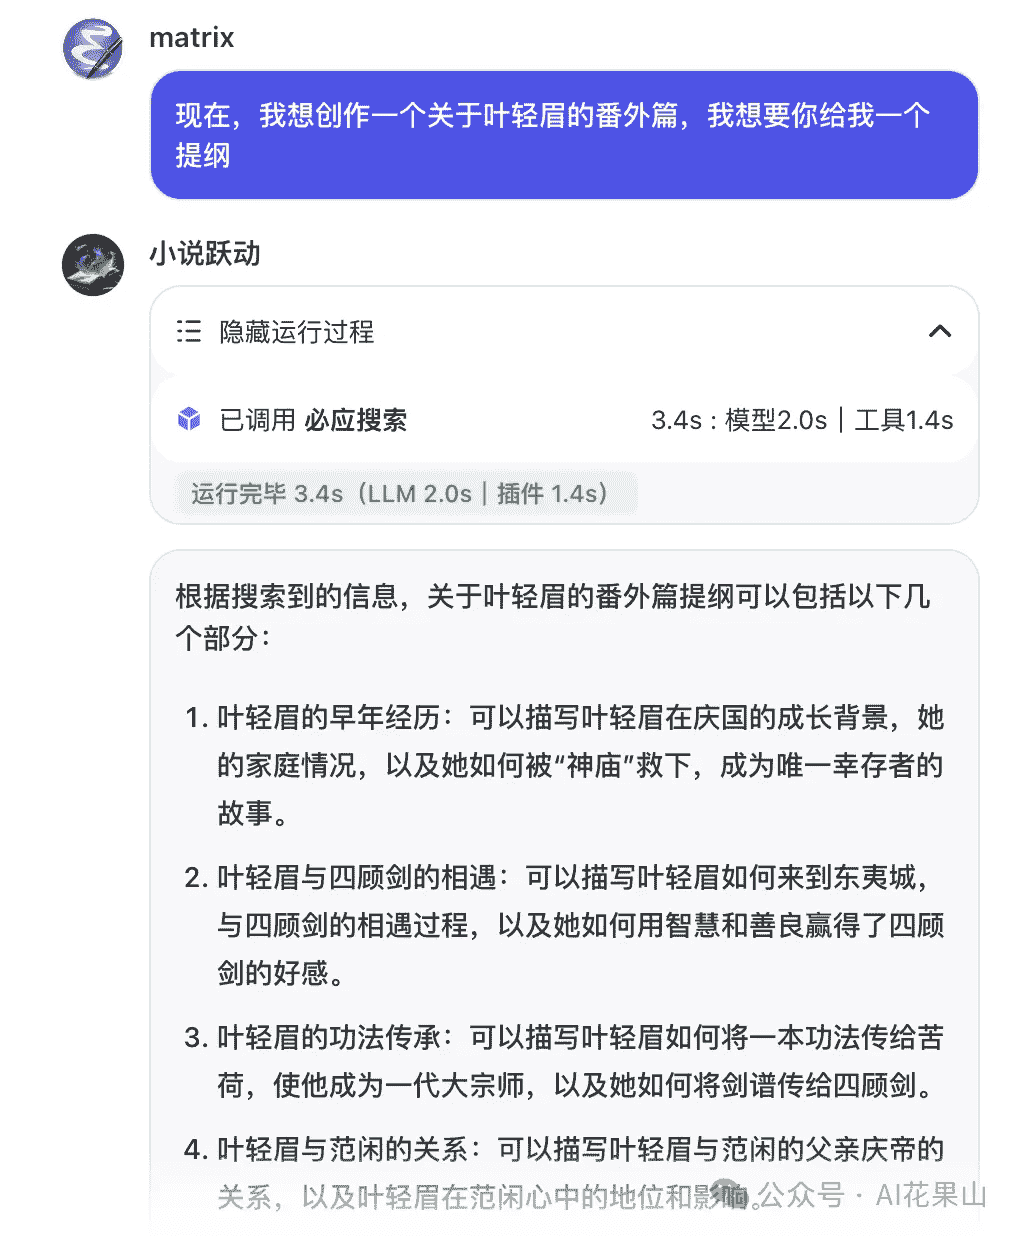 matrix
现在，我想创作一个关于叶轻眉的番外篇，我想要你给我一个
提纲
小说跃动
隐藏运行过程
已调用 必应搜索 3.4s : 模型2.0s | 工具1.4s
运行完毕 3.4s（LLM 2.0s | 插件 1.4s）
根据搜索到的信息，关于叶轻眉的番外篇提纲可以包括以下几
个部分：
1. 叶轻眉的早年经历：可以描写叶轻眉在庆国的成长背景，她
的家庭情况，以及她如何被“神庙”救下，成为唯一幸存者的
故事。
2. 叶轻眉与四顾剑的相遇：可以描写叶轻眉如何来到东夷城，
与四顾剑的相遇过程，以及她如何用智慧和善良赢得了四顾
剑的好感。
3. 叶轻眉的功法传承：可以描写叶轻眉如何将一本功法传给苦
荷，使他成为一代大宗师，以及她如何将剑谱传给四顾剑。
4. 叶轻眉与范闲的关系：可以描写叶轻眉与范闲的父亲庆帝的
关系，以及叶轻眉在范闲心中的地位和影响。
公众号 · AI花果山